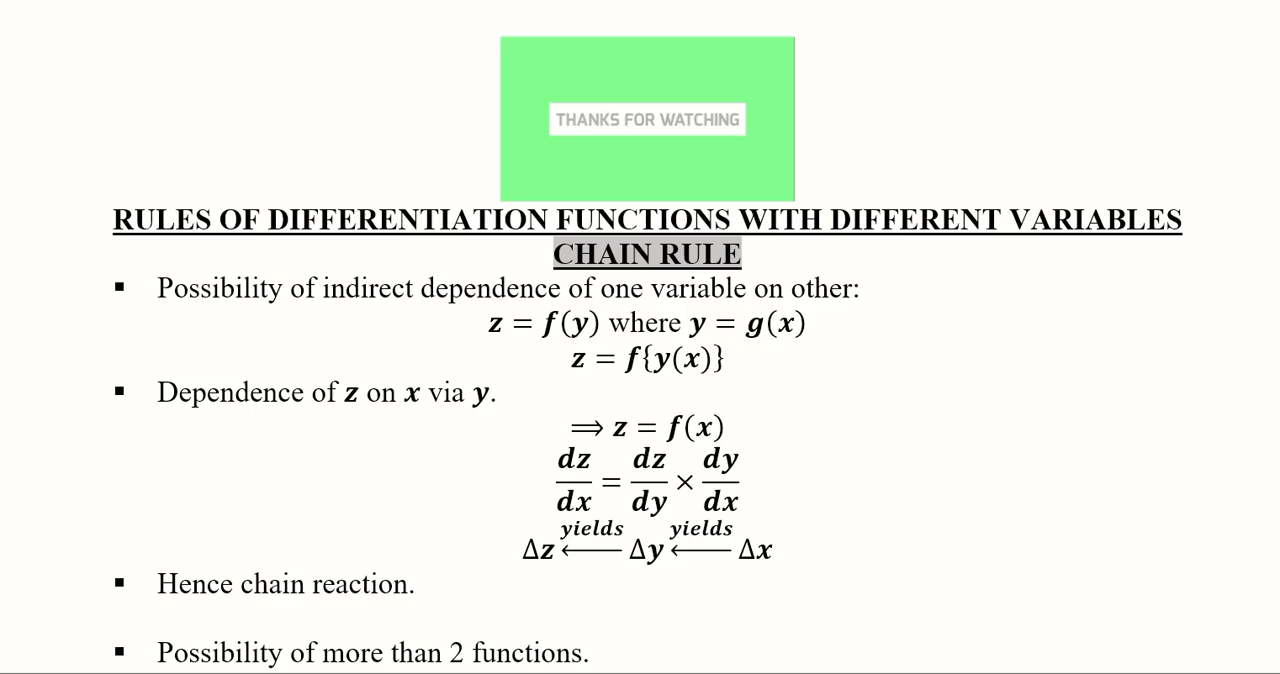 THANKS FOR WATCHING
RULES OF DIFFERENTIATION FUNCTIONS WITH DIFFERENT VARIABLES
CHAIN RULE
▪ Possibility of indirect dependence of one variable on other:
z = f(y) where y = g(x)
z = f{y(x)}
▪ Dependence of z on x via y.
⟹ z = f(x)
dz/dx = dz/dy × dy/dx
Δz ⟵yields Δy ⟵yields Δx
▪ Hence chain reaction.
▪ Possibility of more than 2 functions.